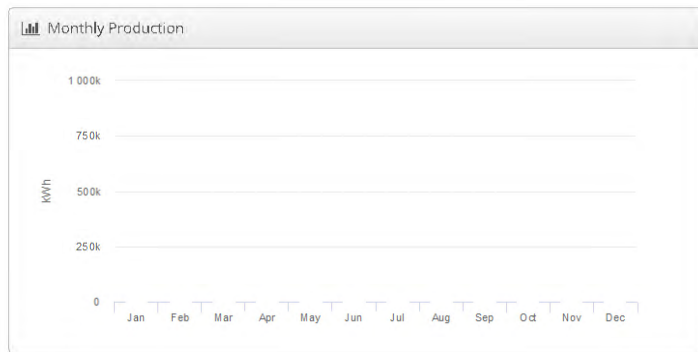 Monthly Production
1 000k
750k
500k
250k
0
kWh
Jan Feb Mar Apr May Jun Jul Aug Sep Oct Nov Dec